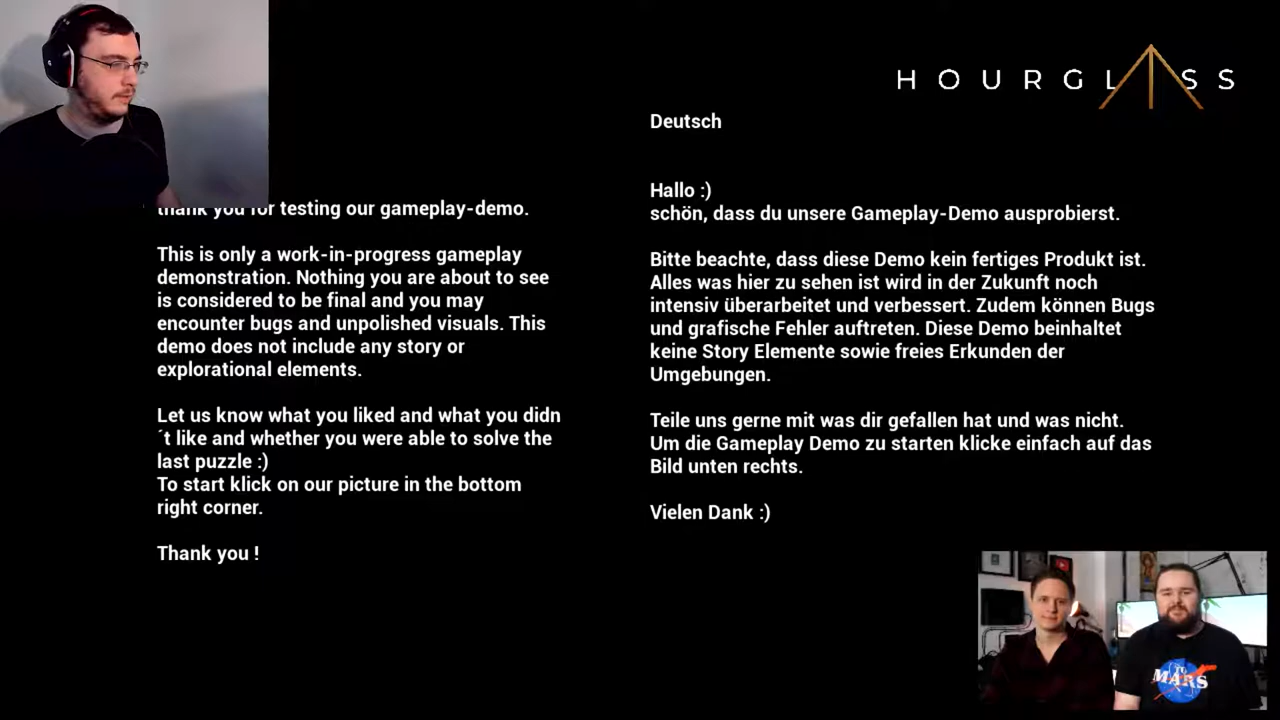 HOURGLASS
thank you for testing our gameplay-demo.
This is only a work-in-progress gameplay
demonstration. Nothing you are about to see
is considered to be final and you may
encounter bugs and unpolished visuals. This
demo does not include any story or
explorational elements.
Let us know what you liked and what you didn
´t like and whether you were able to solve the
last puzzle :)
To start klick on our picture in the bottom
right corner.
Thank you !
Deutsch
Hallo :)
schön, dass du unsere Gameplay-Demo ausprobierst.
Bitte beachte, dass diese Demo kein fertiges Produkt ist.
Alles was hier zu sehen ist wird in der Zukunft noch
intensiv überarbeitet und verbessert. Zudem können Bugs
und grafische Fehler auftreten. Diese Demo beinhaltet
keine Story Elemente sowie freies Erkunden der
Umgebungen.
Teile uns gerne mit was dir gefallen hat und was nicht.
Um die Gameplay Demo zu starten klicke einfach auf das
Bild unten rechts.
Vielen Dank :)
MARS